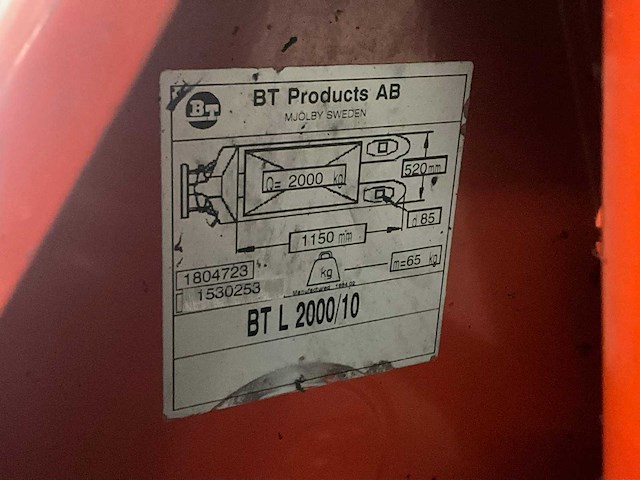 BT
BT Products AB
MJÖLBY SWEDEN
Q= 2000 kg
520 mm
d 85
1150 mm
1804723
kg
m=65 kg
1530253
Manufactured
BT L 2000/10